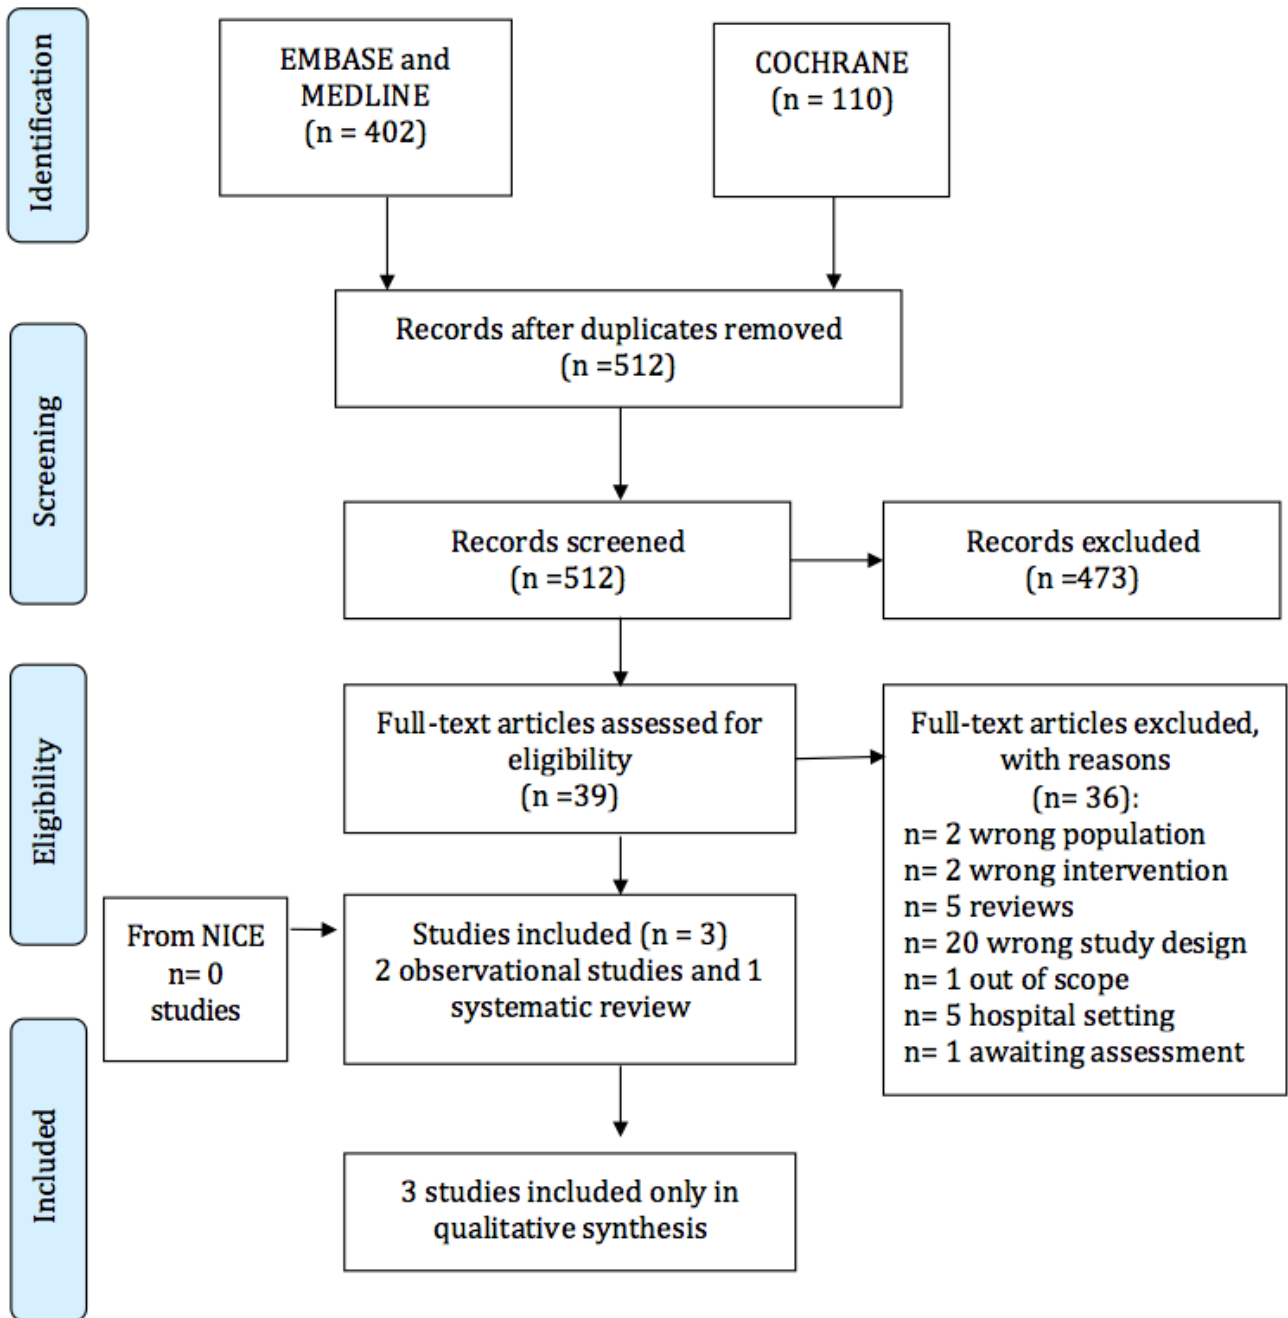 Identification
EMBASE and
MEDLINE
(n = 402)
COCHRANE
(n = 110)
Screening
Records after duplicates removed
(n =512)
Records screened
(n =512)
Records excluded
(n =473)
Eligibility
Full-text articles assessed for
eligibility
(n =39)
Full-text articles excluded,
with reasons
(n= 36):
n= 2 wrong population
n= 2 wrong intervention
n= 5 reviews
n= 20 wrong study design
n= 1 out of scope
n= 5 hospital setting
n= 1 awaiting assessment
From NICE
n= 0
studies
Studies included (n = 3)
2 observational studies and 1
systematic review
Included
3 studies included only in
qualitative synthesis